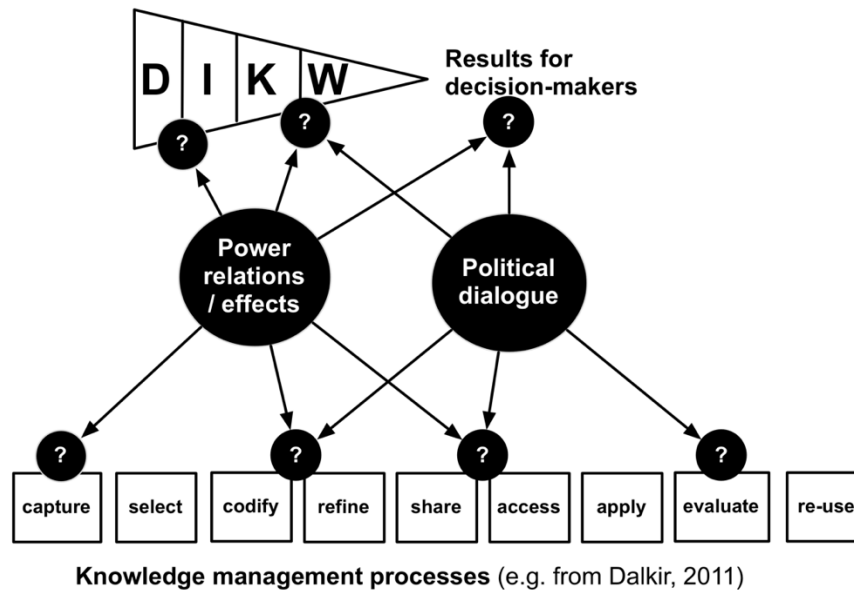 D I K W
Results for
decision-makers
?
?
?
Power
relations
/ effects
Political
dialogue
?
?
?
?
capture
select
codify
refine
share
access
apply
evaluate
re-use
Knowledge management processes (e.g. from Dalkir, 2011)